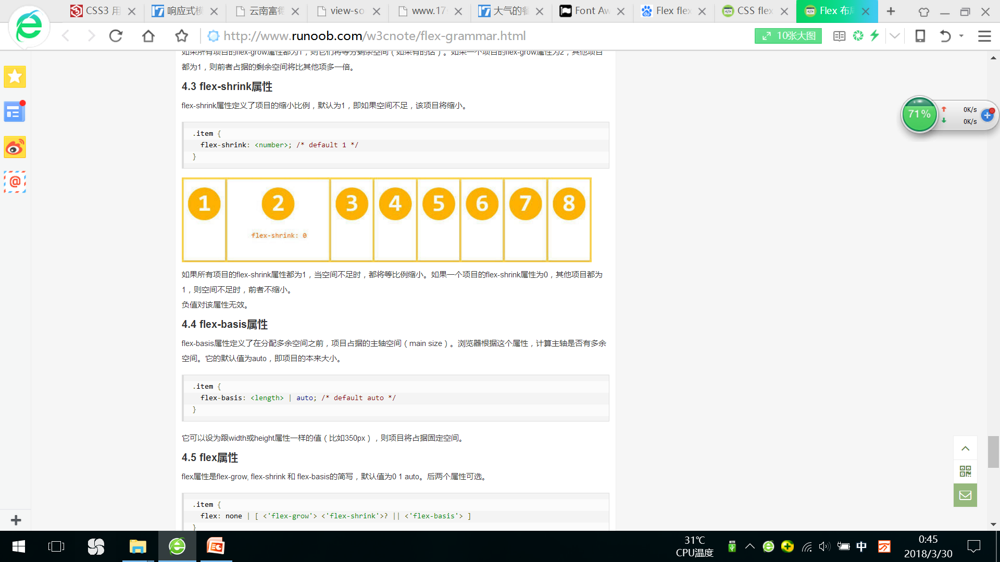 CSS3 用
响应式模
云南富德
view-so
www.17
大气的餐
Font Aw
Flex flex
CSS flex
Flex 布局
http://www.runoob.com/w3cnote/flex-grammar.html
10张大图
如果所有项目的flex-grow属性都为1，则它们将等分剩余空间（如果有的话）。如果一个项目的flex-grow属性为2，其他项目
都为1，则前者占据的剩余空间将比其他项多一倍。
4.3 flex-shrink属性
flex-shrink属性定义了项目的缩小比例，默认为1，即如果空间不足，该项目将缩小。
.item {
flex-shrink: <number>; /* default 1 */
}
1 2 3 4 5 6 7 8
flex-shrink: 0
如果所有项目的flex-shrink属性都为1，当空间不足时，都将等比例缩小。如果一个项目的flex-shrink属性为0，其他项目都为
1，则空间不足时，前者不缩小。
负值对该属性无效。
4.4 flex-basis属性
flex-basis属性定义了在分配多余空间之前，项目占据的主轴空间（main size）。浏览器根据这个属性，计算主轴是否有多余
空间。它的默认值为auto，即项目的本来大小。
.item {
flex-basis: <length> | auto; /* default auto */
}
它可以设为跟width或height属性一样的值（比如350px），则项目将占据固定空间。
4.5 flex属性
flex属性是flex-grow, flex-shrink 和 flex-basis的简写，默认值为0 1 auto。后两个属性可选。
.item {
flex: none | [ <'flex-grow'> <'flex-shrink'>? || <'flex-basis'> ]
}
71%
0K/s
0K/s
31℃
CPU温度
中
0:45
2018/3/30